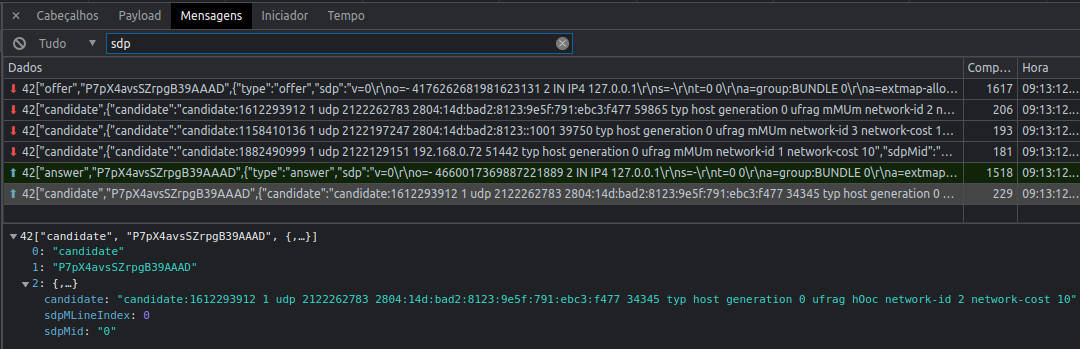 × Cabeçalhos Payload Mensagens Iniciador Tempo
Tudo ▼ sdp
Dados Comp... Hora
42["offer","P7pX4avsSZrpgB39AAAD",{"type":"offer","sdp":"v=0\r\no=- 4176262681981623131 2 IN IP4 127.0.0.1\r\ns=-\r\nt=0 0\r\na=group:BUNDLE 0\r\na=extmap-allo... 1617 09:13:12...
42["candidate",{"candidate":"candidate:1612293912 1 udp 2122262783 2804:14d:bad2:8123:9e5f:791:ebc3:f477 59865 typ host generation 0 ufrag mMUm network-id 2 n... 206 09:13:12...
42["candidate",{"candidate":"candidate:1158410136 1 udp 2122197247 2804:14d:bad2:8123::1001 39750 typ host generation 0 ufrag mMUm network-id 3 network-cost 1... 193 09:13:12...
42["candidate",{"candidate":"candidate:1882490999 1 udp 2122129151 192.168.0.72 51442 typ host generation 0 ufrag mMUm network-id 1 network-cost 10","sdpMid":"... 181 09:13:12...
42["answer","P7pX4avsSZrpgB39AAAD",{"type":"answer","sdp":"v=0\r\no=- 4660017369887221889 2 IN IP4 127.0.0.1\r\ns=-\r\nt=0 0\r\na=group:BUNDLE 0\r\na=extmap... 1518 09:13:12...
42["candidate","P7pX4avsSZrpgB39AAAD",{"candidate":"candidate:1612293912 1 udp 2122262783 2804:14d:bad2:8123:9e5f:791:ebc3:f477 34345 typ host generation 0 ... 229 09:13:12...
▼42["candidate", "P7pX4avsSZrpgB39AAAD", {,…}]
0: "candidate"
1: "P7pX4avsSZrpgB39AAAD"
▼2: {,…}
candidate: "candidate:1612293912 1 udp 2122262783 2804:14d:bad2:8123:9e5f:791:ebc3:f477 34345 typ host generation 0 ufrag hOoc network-id 2 network-cost 10"
sdpMLineIndex: 0
sdpMid: "0"